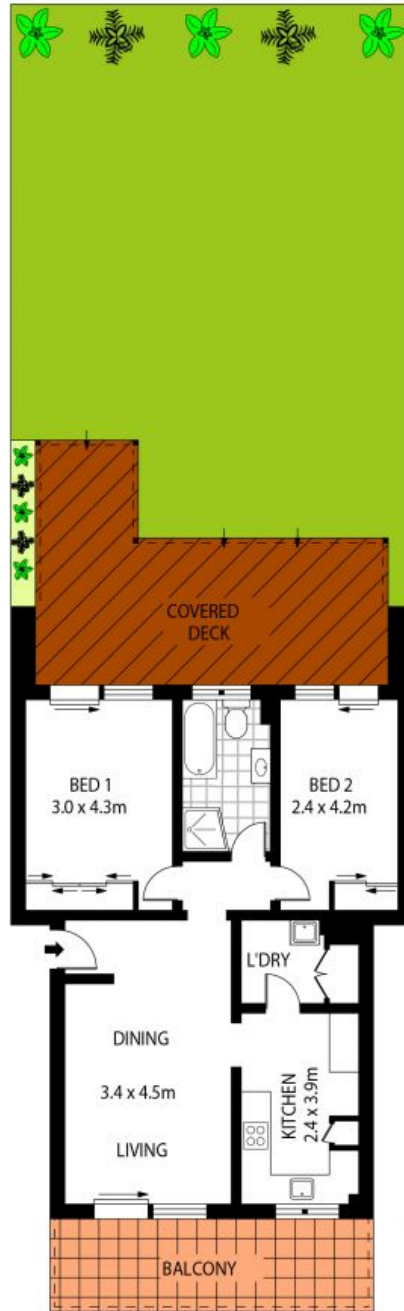 COVERED
DECK
BED 1
3.0 x 4.3m
BED 2
2.4 x 4.2m
L'DRY
DINING
3.4 x 4.5m
LIVING
KITCHEN
2.4 x 3.9m
BALCONY